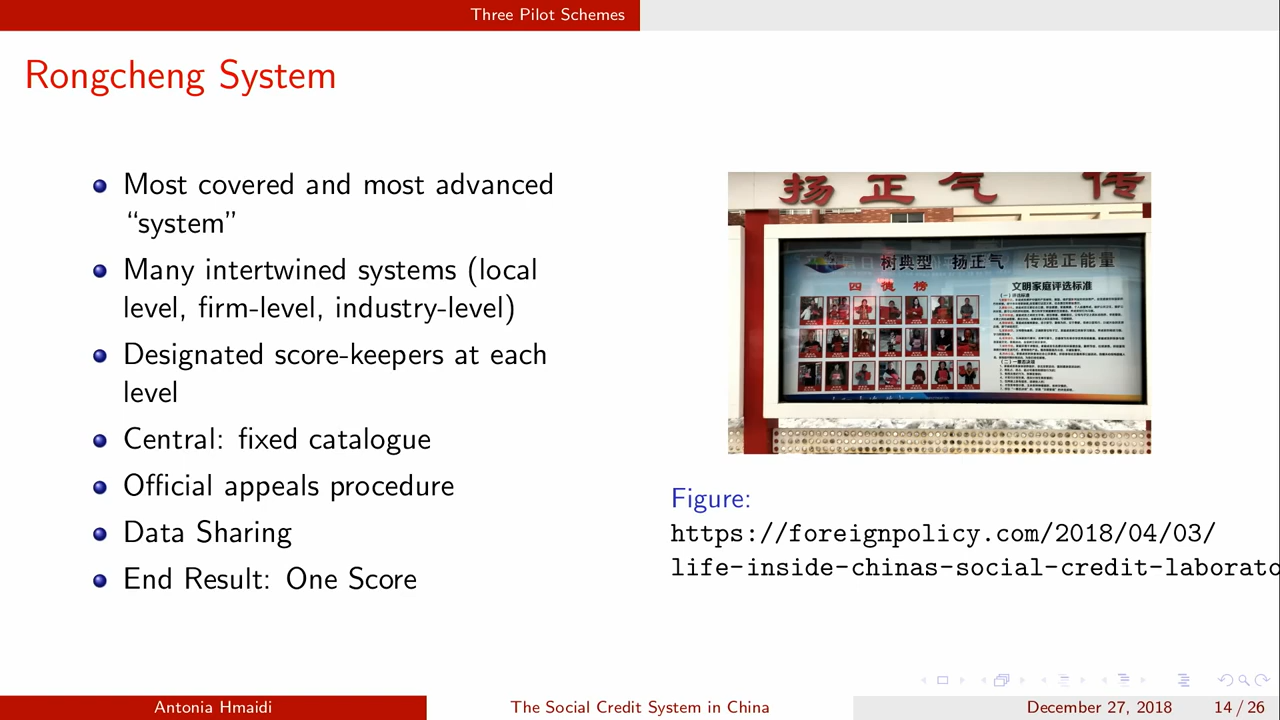 Three Pilot Schemes
Rongcheng System
Most covered and most advanced
“system”
Many intertwined systems (local
level, firm-level, industry-level)
Designated score-keepers at each
level
Central: fixed catalogue
Official appeals procedure
Data Sharing
End Result: One Score
扬正气 传
树典型 扬正气 传递正能量
四德榜
文明家庭评选标准
Figure:
https://foreignpolicy.com/2018/04/03/
life-inside-chinas-social-credit-laborato
Antonia Hmaidi
The Social Credit System in China
December 27, 2018
14 / 26